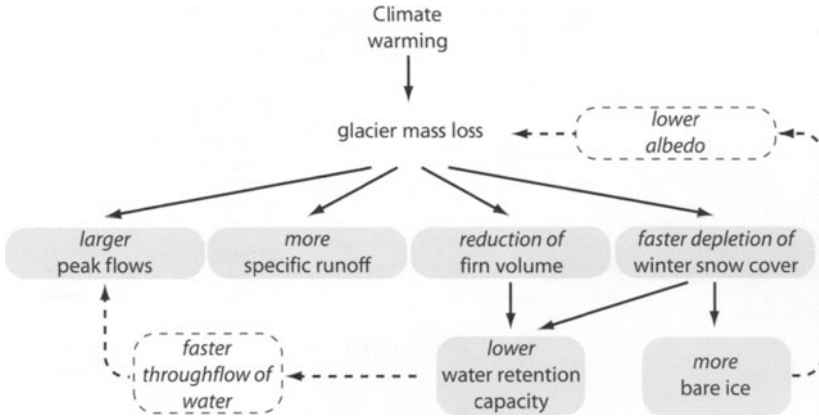 Climate
warming
glacier mass loss
lower
albedo
larger
peak flows
more
specific runoff
reduction of
firn volume
faster depletion of
winter snow cover
faster
throughflow of
water
lower
water retention
capacity
more
bare ice